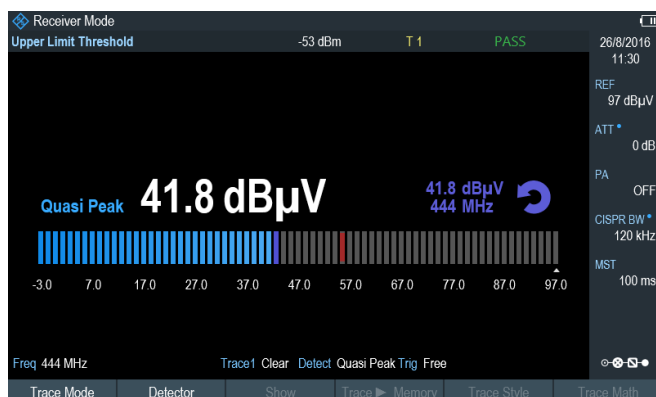 Receiver Mode
Upper Limit Threshold -53 dBm T 1 PASS
26/8/2016
11:30
REF
97 dBµV
ATT
0 dB
PA
OFF
CISPR BW
120 kHz
MST
100 ms
Quasi Peak 41.8 dBµV
41.8 dBµV
444 MHz
-3.0 7.0 17.0 27.0 37.0 47.0 57.0 67.0 77.0 87.0 97.0
Freq 444 MHz Trace1 Clear Detect Quasi Peak Trig Free
Trace Mode Detector Show Trace ▶ Memory Trace Style Trace Math